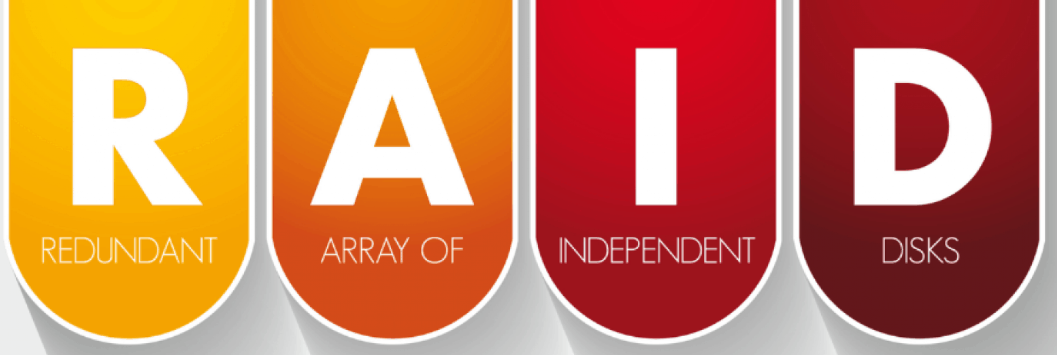 R A I D
REDUNDANT ARRAY OF INDEPENDENT DISKS